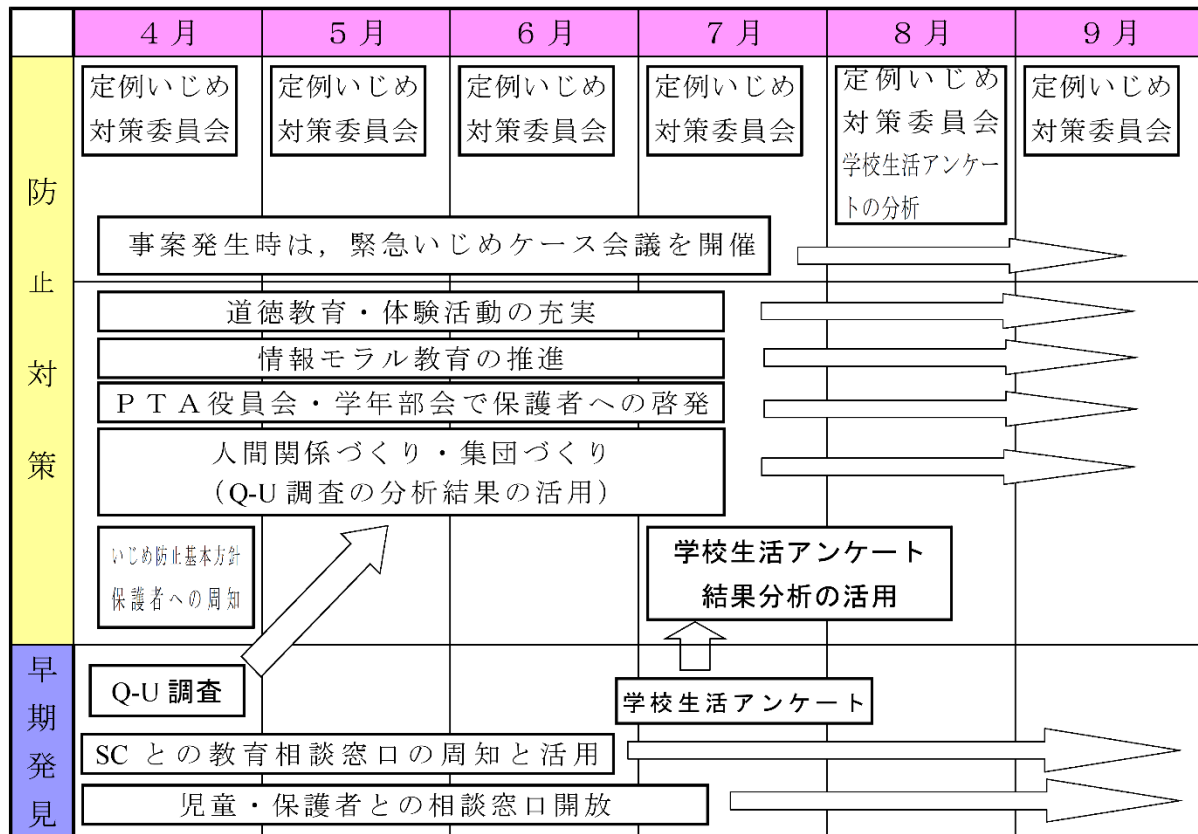 4月
5月
6月
7月
8月
9月
防止対策
定例いじめ
対策委員会
定例いじめ
対策委員会
定例いじめ
対策委員会
定例いじめ
対策委員会
定例いじめ
対策委員会
学校生活アンケー
トの分析
定例いじめ
対策委員会
事案発生時は，緊急いじめケース会議を開催
道徳教育・体験活動の充実
情報モラル教育の推進
ＰＴＡ役員会・学年部会で保護者への啓発
人間関係づくり・集団づくり
（Q-U 調査の分析結果の活用）
いじめ防止基本方針
保護者への周知
学校生活アンケート
結果分析の活用
早期発見
Q-U 調査
学校生活アンケート
SC との教育相談窓口の周知と活用
児童・保護者との相談窓口開放